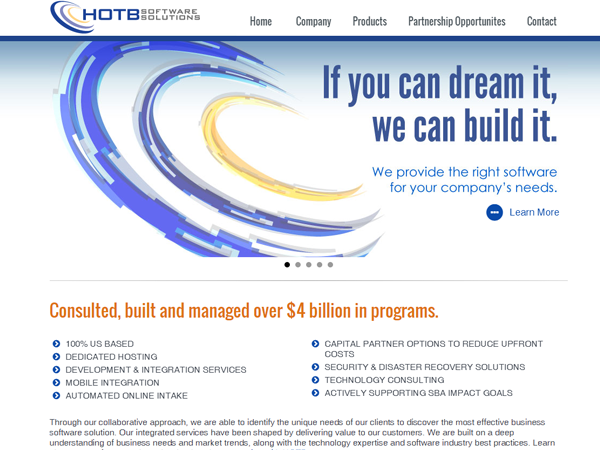 HOTB SOFTWARE SOLUTIONS
Home Company Products Partnership Opportunites Contact
If you can dream it,
we can build it.
We provide the right software
for your company's needs.
Learn More
Consulted, built and managed over $4 billion in programs.
100% US BASED
DEDICATED HOSTING
DEVELOPMENT & INTEGRATION SERVICES
MOBILE INTEGRATION
AUTOMATED ONLINE INTAKE
CAPITAL PARTNER OPTIONS TO REDUCE UPFRONT
COSTS
SECURITY & DISASTER RECOVERY SOLUTIONS
TECHNOLOGY CONSULTING
ACTIVELY SUPPORTING SBA IMPACT GOALS
Through our collaborative approach, we are able to identify the unique needs of our clients to discover the most effective business
software solution. Our integrated services have been shaped by delivering value to our customers. We are built on a deep
understanding of business needs and market trends, along with the technology expertise and software industry best practices. Learn